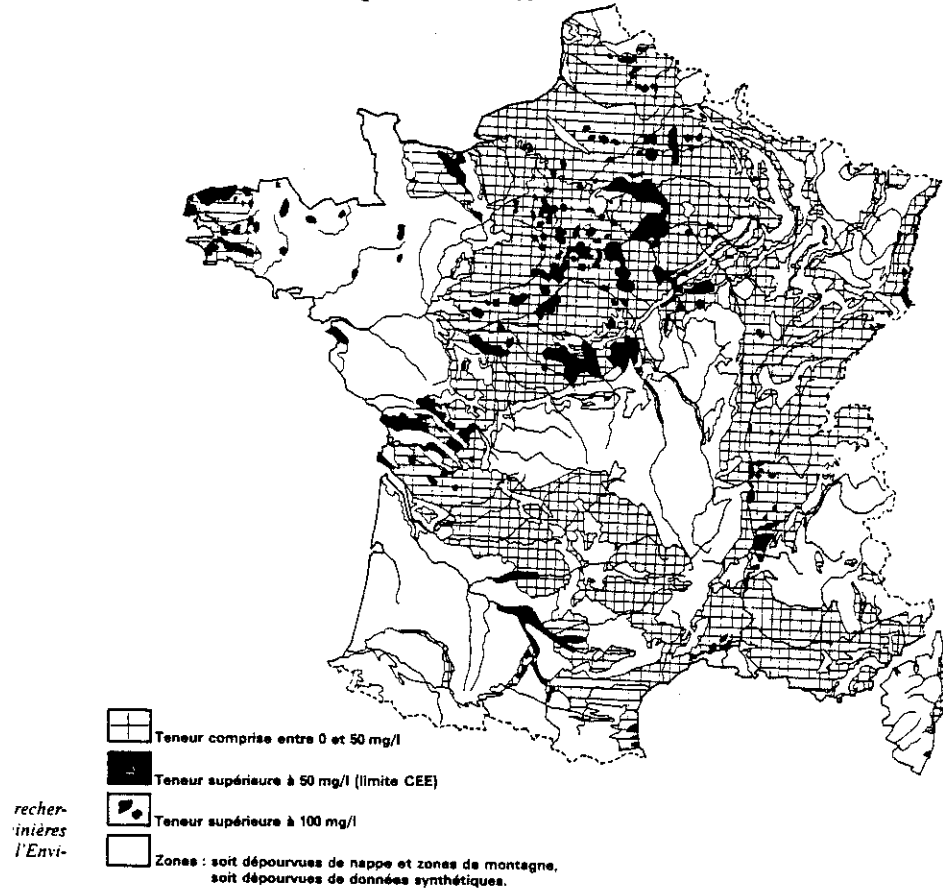 Teneur comprise entre 0 et 50 mg/l
Teneur supérieure à 50 mg/l (limite CEE)
Teneur supérieure à 100 mg/l
Zones : soit dépourvues de nappe et zones de montagne,
soit dépourvues de données synthétiques.
recher-
inières
l'Envi-